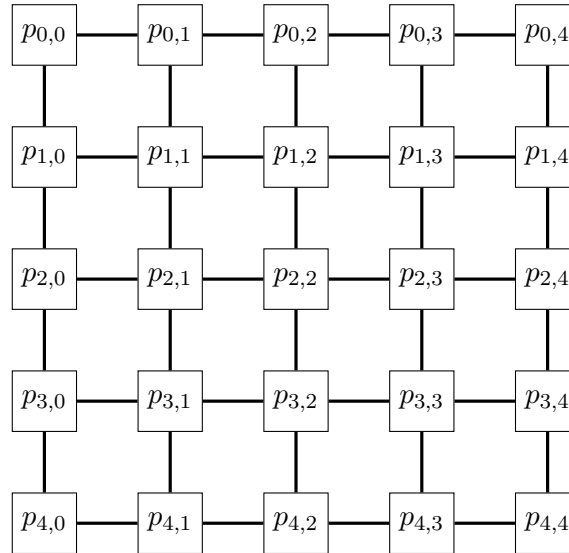 p0,0 p0,1 p0,2 p0,3 p0,4
p1,0 p1,1 p1,2 p1,3 p1,4
p2,0 p2,1 p2,2 p2,3 p2,4
p3,0 p3,1 p3,2 p3,3 p3,4
p4,0 p4,1 p4,2 p4,3 p4,4